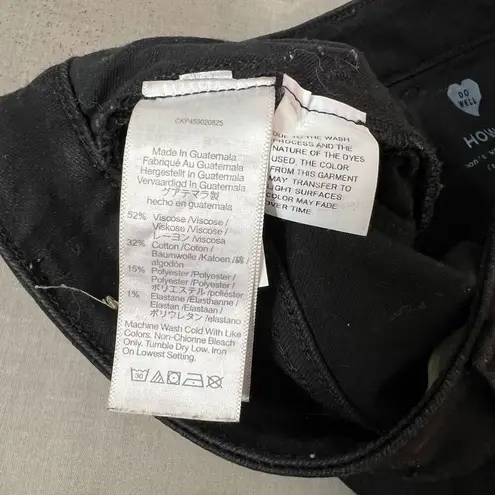 CKP459020825
Made In Guatemala
Fabriqué Au Guatemala
Hergestellt in Guatemala
Vervaardigd In Guatemala
グアテマラ製
hecho en guatemala
52% Viscose /Viscose /
Viskose /Viscose /
レーヨン /viscosa
32% Cotton /Coton /
Baumwolle /Katoen /綿
algodón
15% Polyester /Polyester /
Polyester /Polyester /
ポリエステル /poliéster
1% Elastane /Élasthanne /
Elastan /Elastaan /
ポリウレタン /elastano
Machine Wash Cold With Like
Colors. Non-Chlorine Bleach
Only. Tumble Dry Low. Iron
On Lowest Setting.
30
DUE TO THE WASH
PROCESS AND THE
NATURE OF THE DYES
USED, THE COLOR
FROM THIS GARMENT
MAY TRANSFER TO
LIGHT SURFACES
COLOR MAY FADE
OVER TIME
DO
WELL